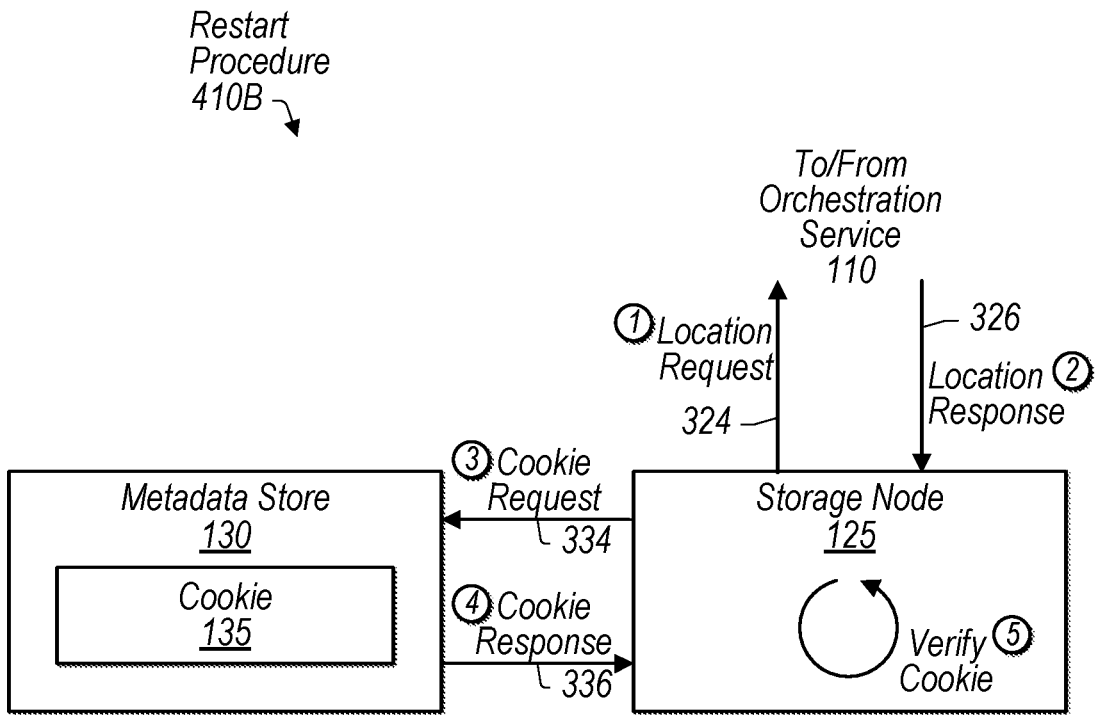 Restart
Procedure
410B
To/From
Orchestration
Service
110
1 Location
Request
324
326
Location 2
Response
3 Cookie
Request
334
Metadata Store
130
Cookie
135
4 Cookie
Response
336
Storage Node
125
Verify 5
Cookie